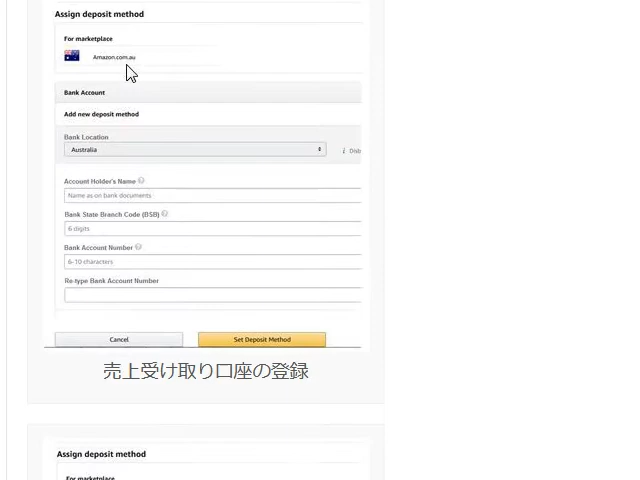 Assign deposit method
For marketplace
Amazon.com.au
Bank Account
Add new deposit method
Bank Location
Australia
Account Holder's Name
Name as on bank documents
Bank State Branch Code (BSB)
6 digits
Bank Account Number
6-10 characters
Re-type Bank Account Number
Cancel Set Deposit Method
売上受け取り口座の登録
Assign deposit method
For marketplace